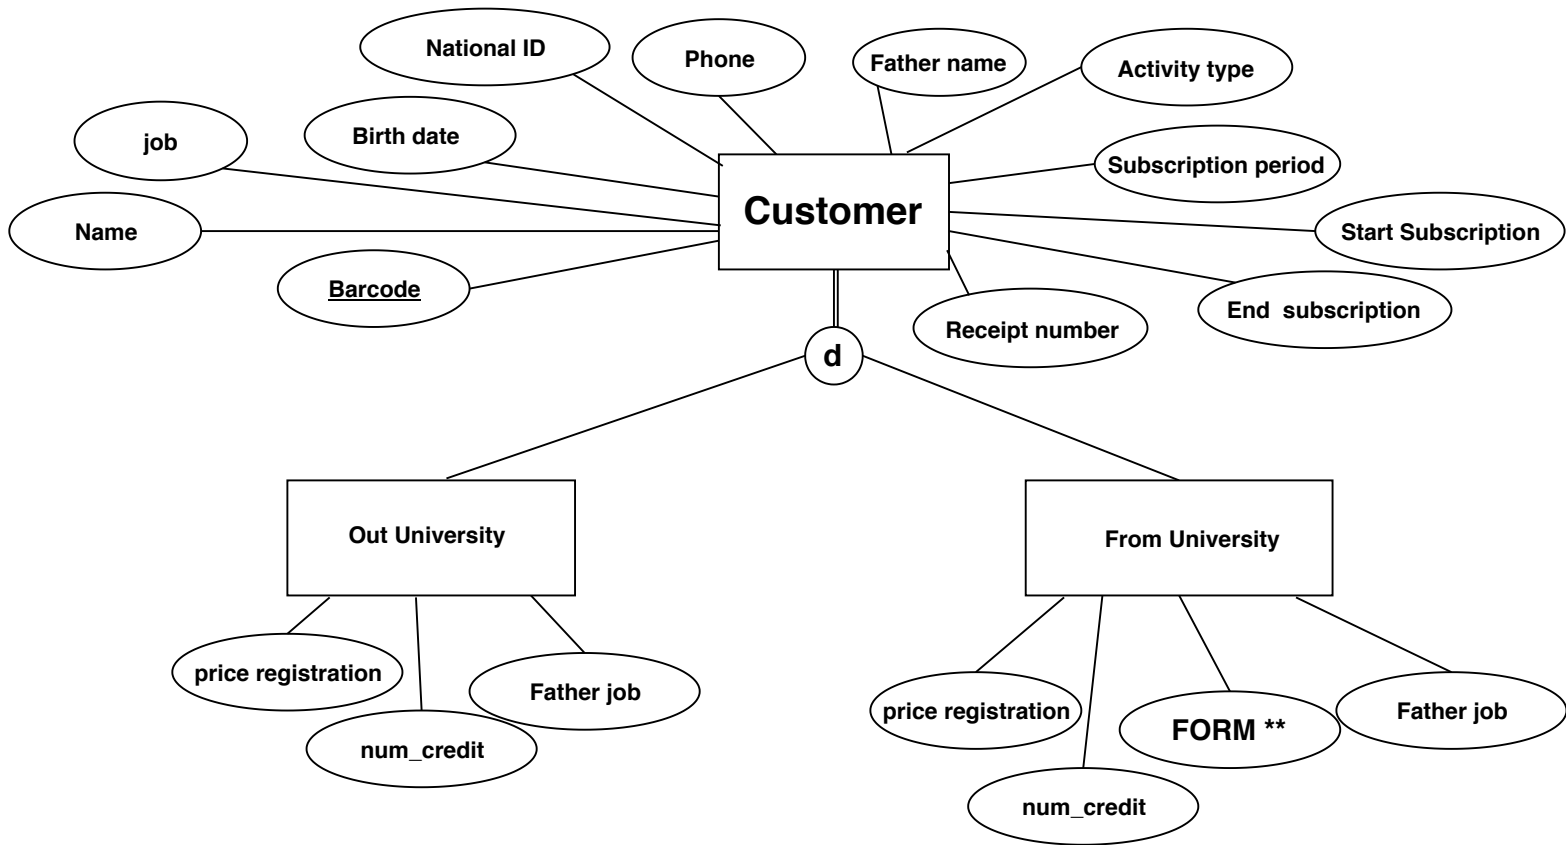 National ID
Phone
Father name
Activity type
job
Birth date
Subscription period
Customer
Name
Start Subscription
Barcode
End  subscription
Receipt number
d
Out University
From University
price registration
Father job
num_credit
price registration
FORM **
Father job
num_credit